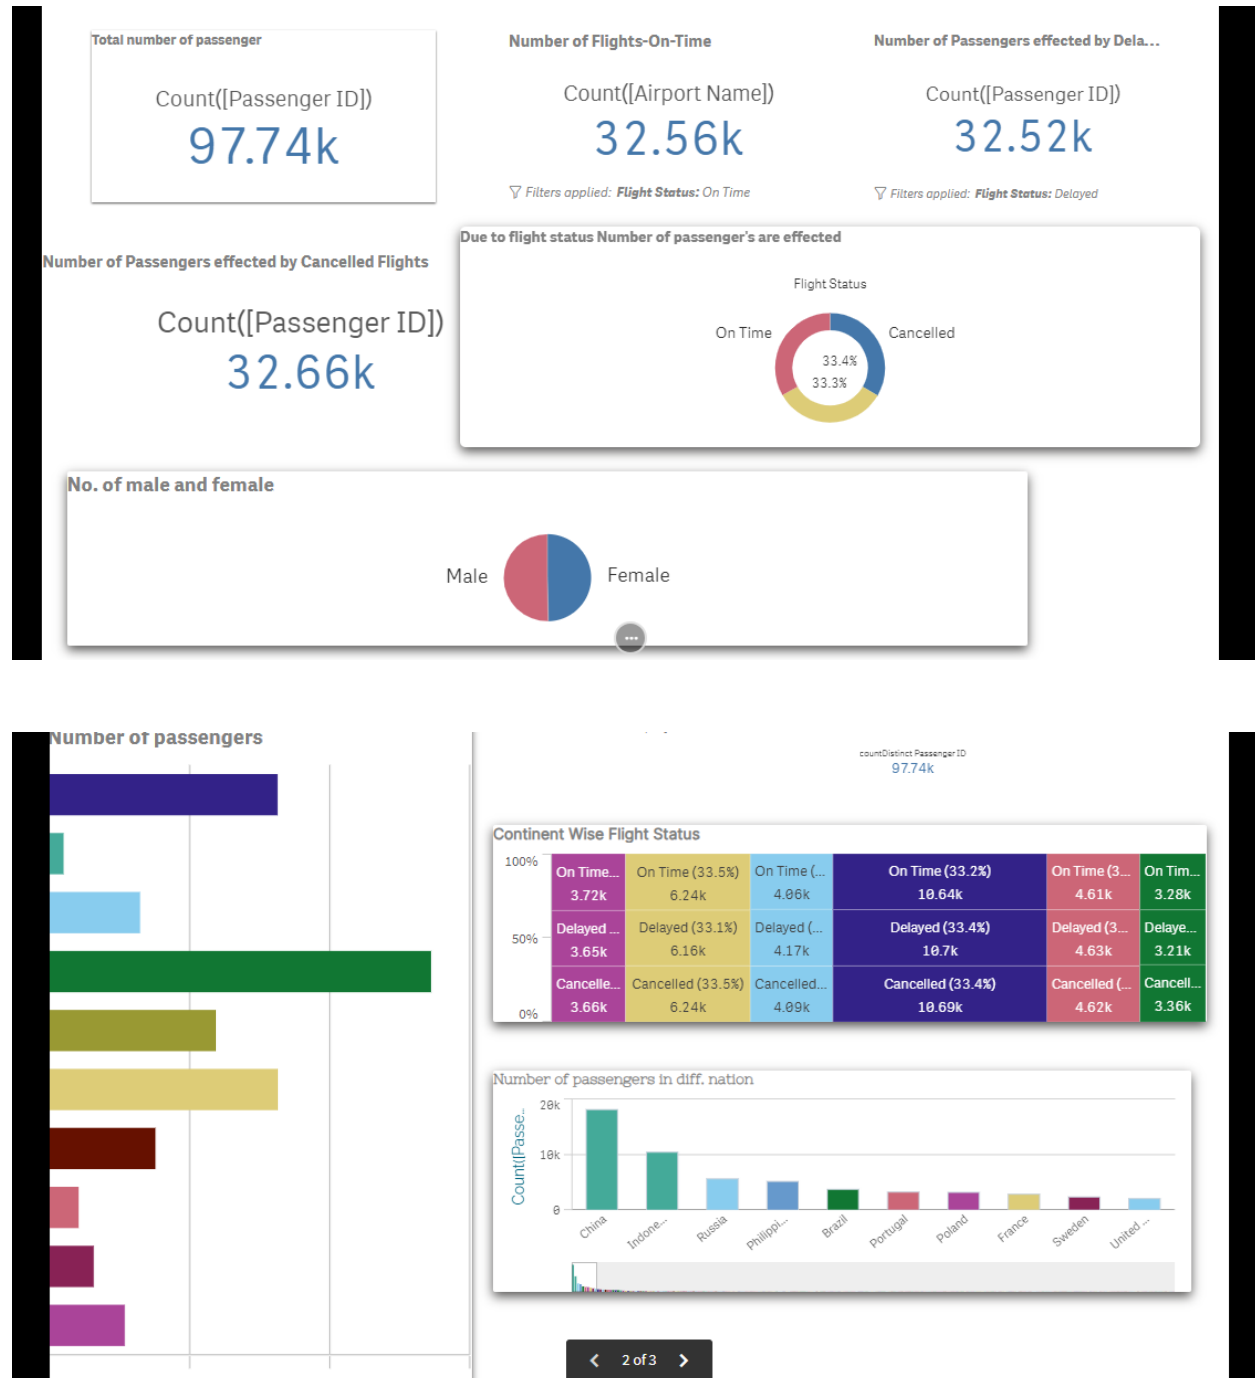 Total number of passenger
Count([Passenger ID])
97.74k
Number of Flights-On-Time
Count([Airport Name])
32.56k
Filters applied: Flight Status: On Time
Number of Passengers effected by Dela...
Count([Passenger ID])
32.52k
Filters applied: Flight Status: Delayed
Number of Passengers effected by Cancelled Flights
Count([Passenger ID])
32.66k
Due to flight status Number of passenger's are effected
Flight Status
On Time
Cancelled
33.4%
33.3%
No. of male and female
Male
Female
Number of passengers
countDistinct Passenger ID
97.74k
Continent Wise Flight Status
100%
50%
0%
On Time... On Time (33.5%) On Time (... On Time (33.2%) On Time (3... On Tim...
3.72k 6.24k 4.06k 10.64k 4.61k 3.28k
Delayed ... Delayed (33.1%) Delayed (... Delayed (33.4%) Delayed (3... Delaye...
3.65k 6.16k 4.17k 10.7k 4.63k 3.21k
Cancelle... Cancelled (33.5%) Cancelled... Cancelled (33.4%) Cancelled (... Cancell...
3.66k 6.24k 4.09k 10.69k 4.62k 3.36k
Number of passengers in diff. nation
Count([Passe...
20k
10k
0
China Indone... Russia Philippi... Brazil Portugal Poland France Sweden United ...
2 of 3